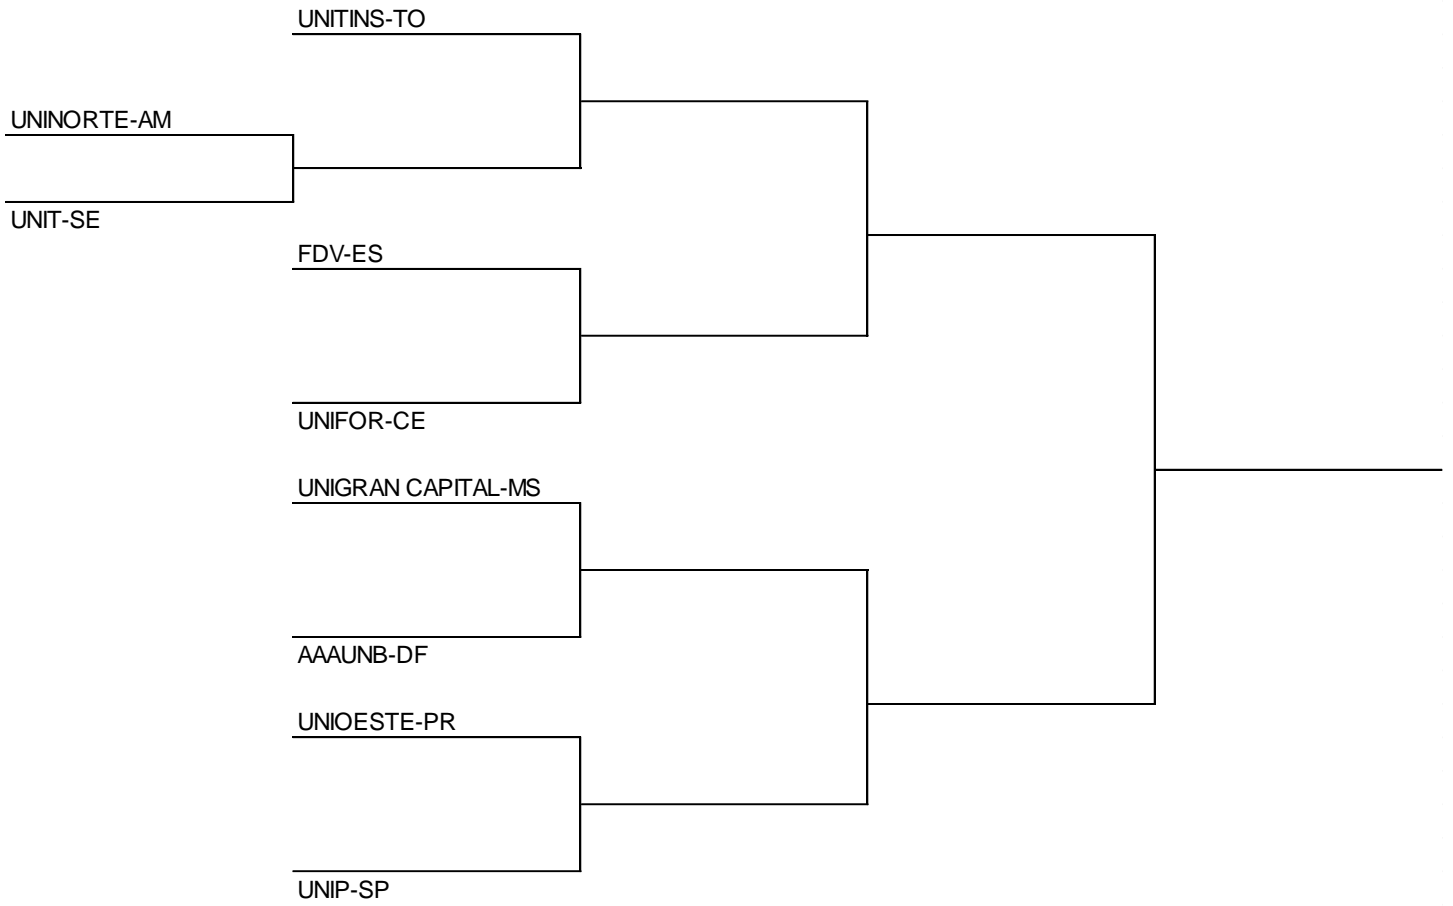 UNITINS-TO
UNINORTE-AM
UNIT-SE
FDV-ES
UNIFOR-CE
UNIGRAN CAPITAL-MS
AAAUNB-DF
UNIOESTE-PR
UNIP-SP